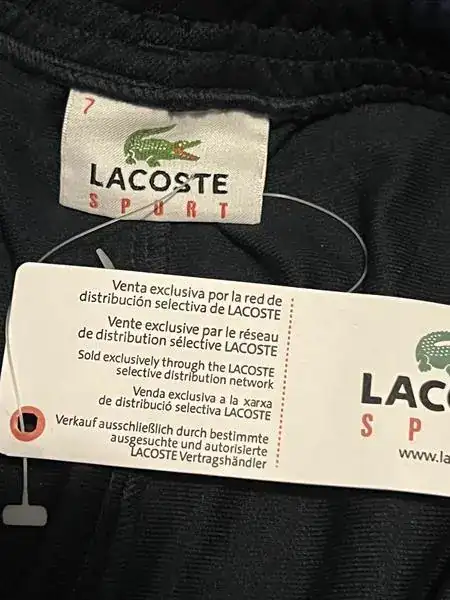 7
LACOSTE
SPORT
Venta exclusiva por la red de
distribución selectiva de LACOSTE
Vente exclusive par le réseau
de distribution sélective LACOSTE
Sold exclusively through the LACOSTE
selective distribution network
Venda exclusiva a la xarxa
de distribució selectiva LACOSTE
Verkauf ausschließlich durch bestimmte
ausgesuchte und autorisierte
LACOSTE Vertragshändler
LACO
S P
www.la